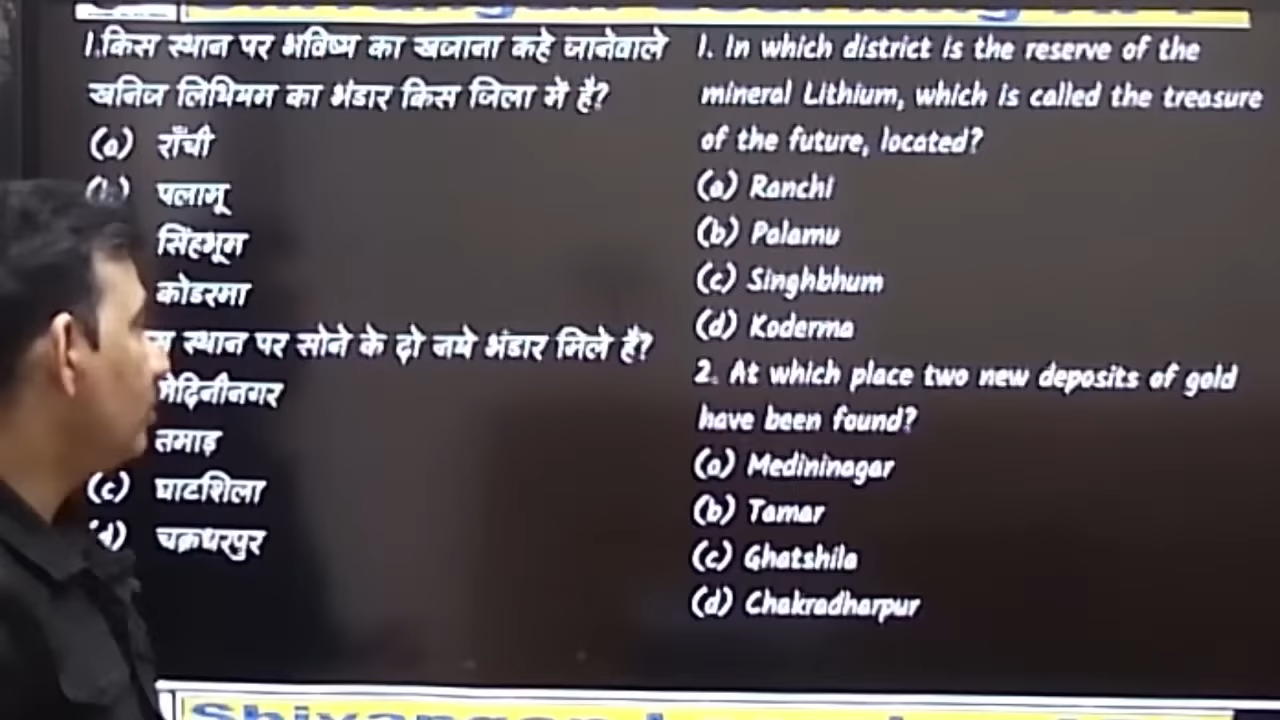 1.किस स्थान पर भविष्य का खजाना कहे जानेवाले
खनिज लिथियम का भंडार किस जिला में है?
(a) राँची
(b) पलामू
सिंहभूम
कोडरमा
स्थान पर सोने के दो नये भंडार मिले हैं?
मेदिनीनगर
तमाड़
(c) घाटशिला
(d) चक्रधरपुर
1. In which district is the reserve of the
mineral Lithium, which is called the treasure
of the future, located?
(a) Ranchi
(b) Palamu
(c) Singhbhum
(d) Koderma
2. At which place two new deposits of gold
have been found?
(a) Medininagar
(b) Tamar
(c) Ghatshila
(d) Chakradharpur